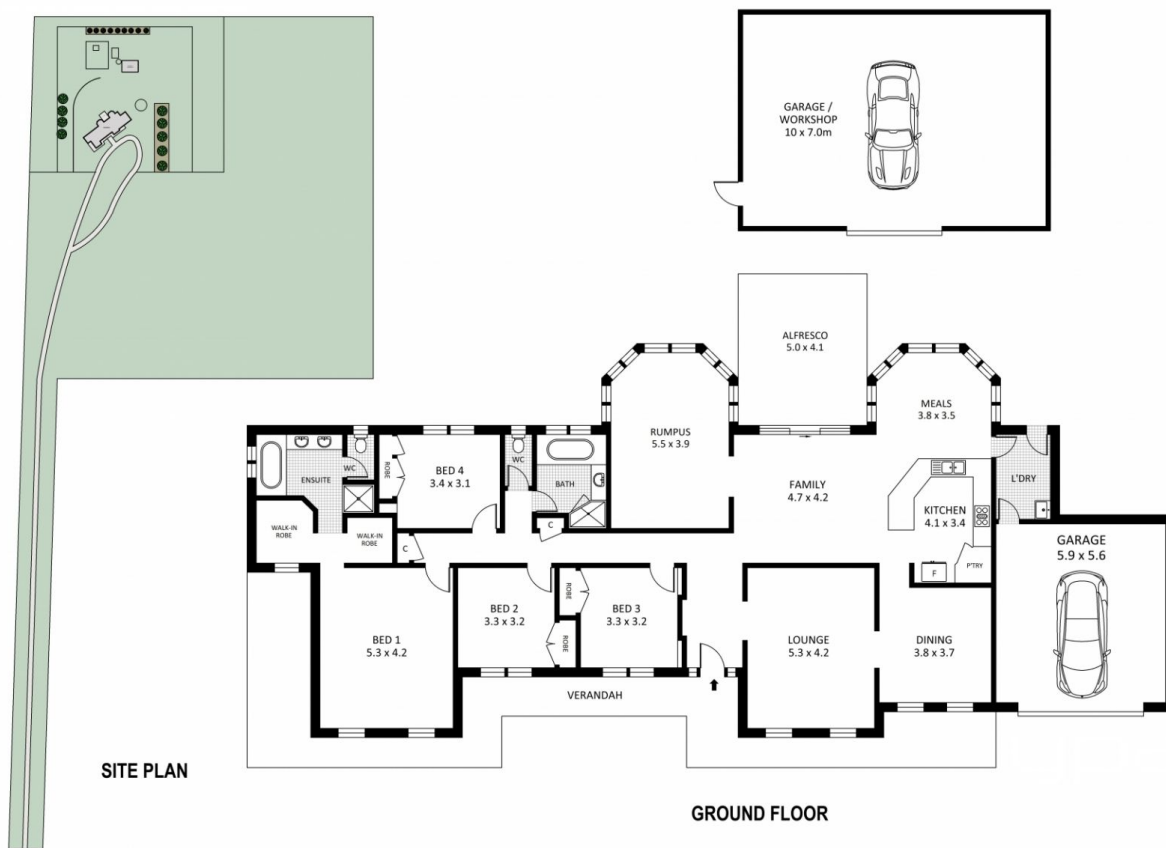 GARAGE /
WORKSHOP
10 x 7.0m
ALFRESCO
5.0 x 4.1
MEALS
3.8 x 3.5
RUMPUS
5.5 x 3.9
WC
ENSUITE
ROBE
BED 4
3.4 x 3.1
WC
BATH
FAMILY
4.7 x 4.2
L'DRY
KITCHEN
4.1 x 3.4
WALK-IN
ROBE
WALK-IN
ROBE
C
C
F
P'TRY
GARAGE
5.9 x 5.6
BED 1
5.3 x 4.2
BED 2
3.3 x 3.2
ROBE
ROBE
BED 3
3.3 x 3.2
LOUNGE
5.3 x 4.2
DINING
3.8 x 3.7
VERANDAH
SITE PLAN
GROUND FLOOR